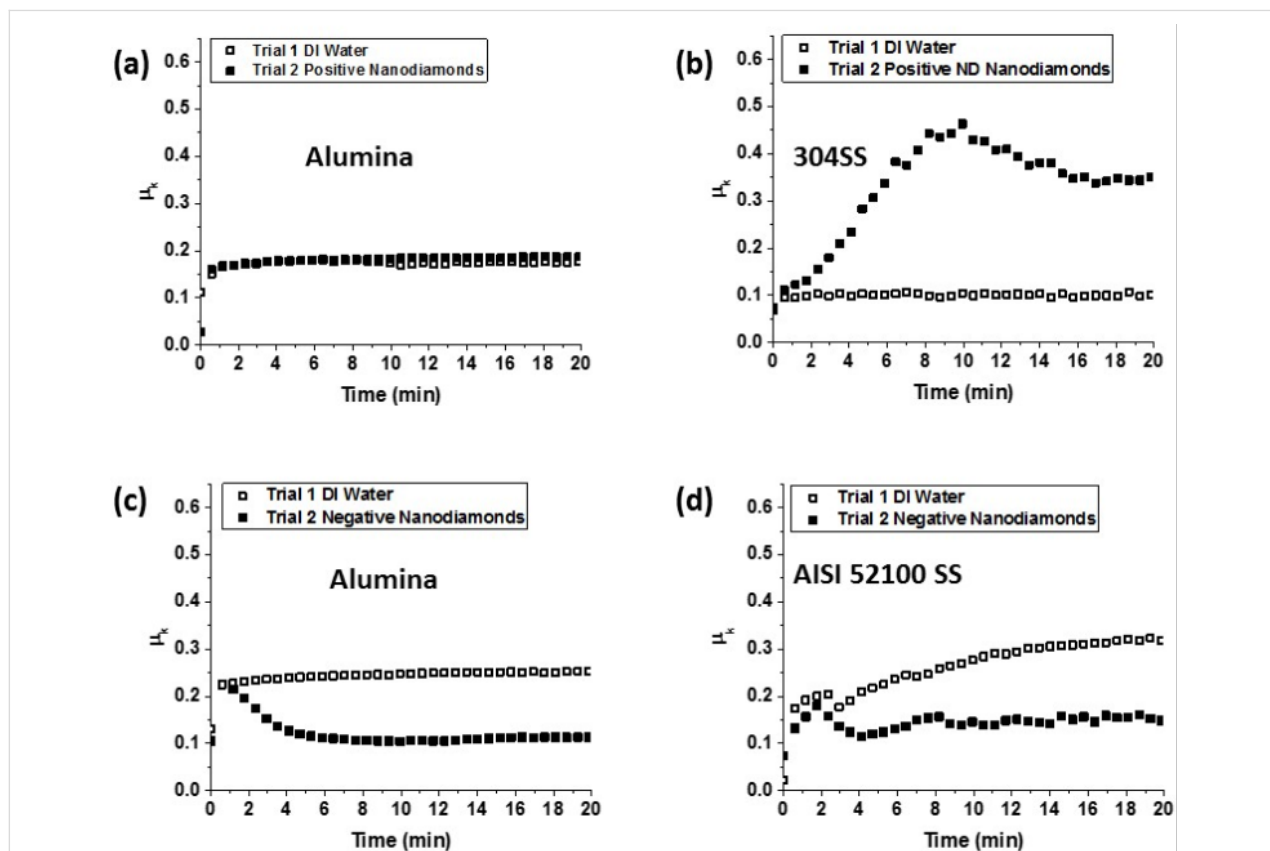 (a)
Trial 1 DI Water
Trial 2 Positive Nanodiamonds
Alumina
μk
0.6
0.5
0.4
0.3
0.2
0.1
0.0
0 2 4 6 8 10 12 14 16 18 20
Time (min)
(b)
Trial 1 DI Water
Trial 2 Positive ND Nanodiamonds
304SS
μk
0.6
0.5
0.4
0.3
0.2
0.1
0.0
0 2 4 6 8 10 12 14 16 18 20
Time (min)
(c)
Trial 1 DI Water
Trial 2 Negative Nanodiamonds
Alumina
μk
0.6
0.5
0.4
0.3
0.2
0.1
0.0
0 2 4 6 8 10 12 14 16 18 20
Time (min)
(d)
Trial 1 DI Water
Trial 2 Negative Nanodiamonds
AISI 52100 SS
μk
0.6
0.5
0.4
0.3
0.2
0.1
0.0
0 2 4 6 8 10 12 14 16 18 20
Time (min)